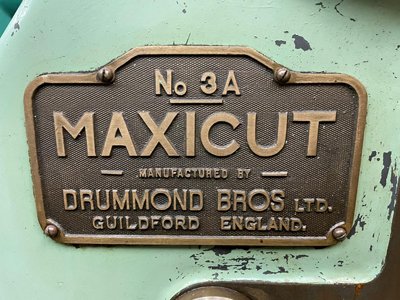 No 3A
MAXICUT
MANUFACTURED BY
DRUMMOND BROS LTD.
GUILDFORD ENGLAND.